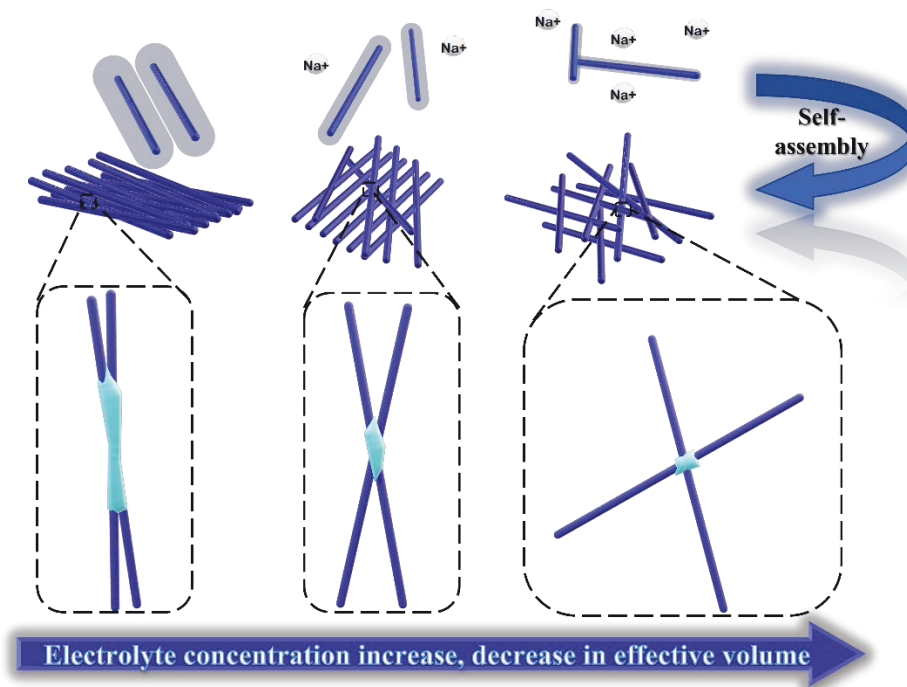 Na+
Na+
Na+
Na+
Na+
Self-
assembly
Electrolyte concentration increase, decrease in effective volume